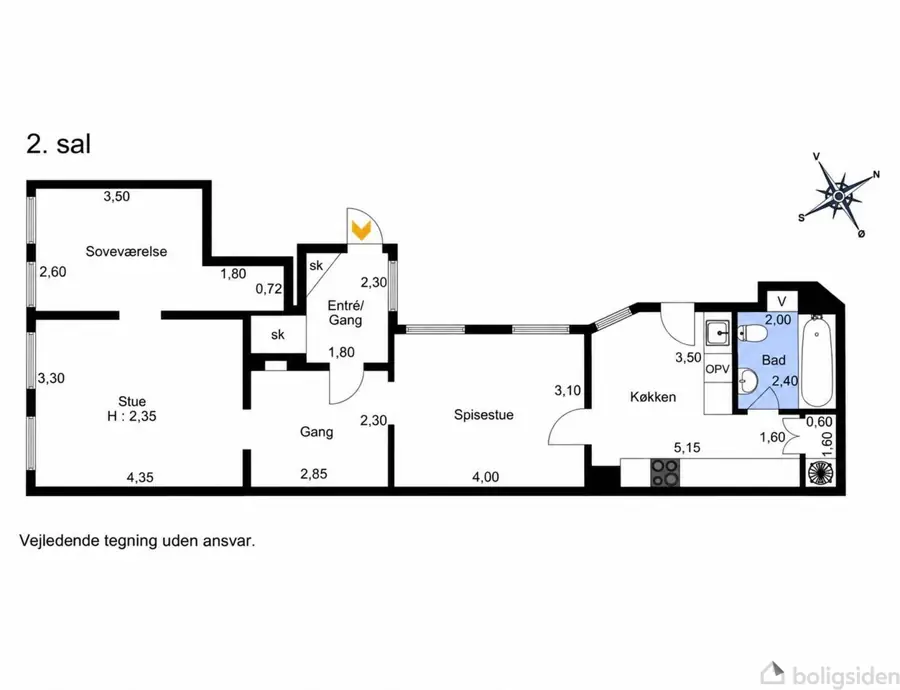 2. sal
V
N
S
Ø
3,50
Soveværelse
2,60
1,80
0,72
sk
2,30
Entré/
Gang
1,80
sk
3,30
Stue
H : 2,35
4,35
Gang
2,30
2,85
Spisestue
3,10
4,00
Køkken
3,50
OPV
5,15
V
2,00
Bad
2,40
1,60
0,60
1,60
Vejledende tegning uden ansvar.
boligsiden